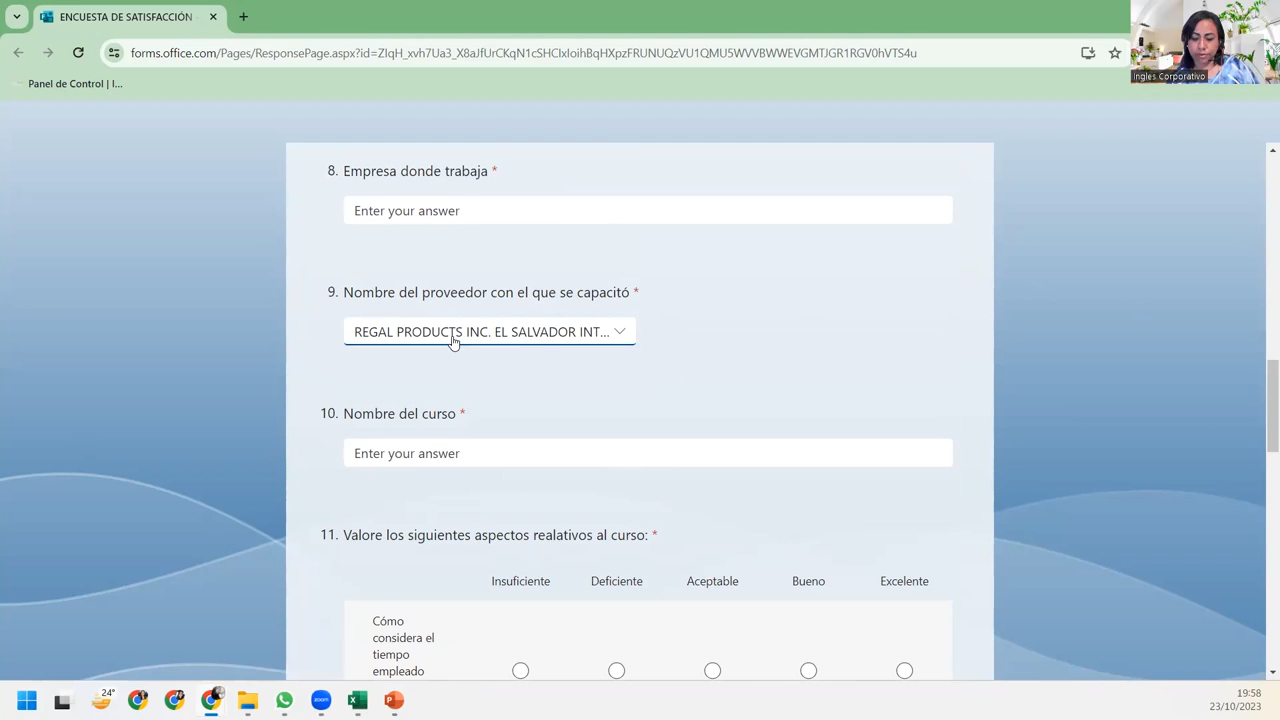 ENCUESTA DE SATISFACCIÓN
forms.office.com/Pages/ResponsePage.aspx?id=ZIqH_xvh7Ua3_X8aJfUrCKqN1cSHClxIoihBqHXpzFRUNUQzVU1QMU5WVVBWWEVGMTJGR1RGV0hVTS4u
Panel de Control | I...
Ingles Corporativo
8. Empresa donde trabaja *
Enter your answer
9. Nombre del proveedor con el que se capacitó *
REGAL PRODUCTS INC. EL SALVADOR INT...
10. Nombre del curso *
Enter your answer
11. Valore los siguientes aspectos realativos al curso: *
Insuficiente Deficiente Aceptable Bueno Excelente
Cómo
considera el
tiempo
empleado
24°
zoom
19:58
23/10/2023